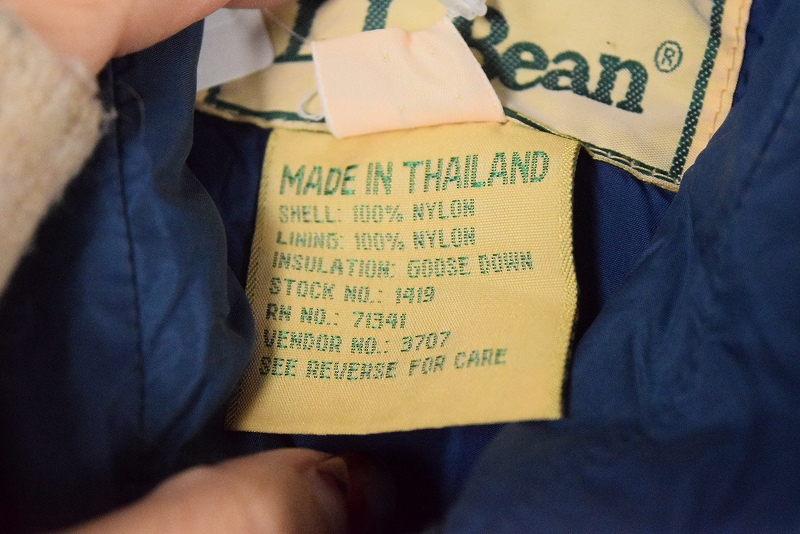 Bean®
MADE IN THAILAND
SHELL: 100% NYLON
LINING: 100% NYLON
INSULATION: GOOSE DOWN
STOCK NO.: 1419
RN NO.: 71341
VENDOR NO.: 3707
SEE REVERSE FOR CARE